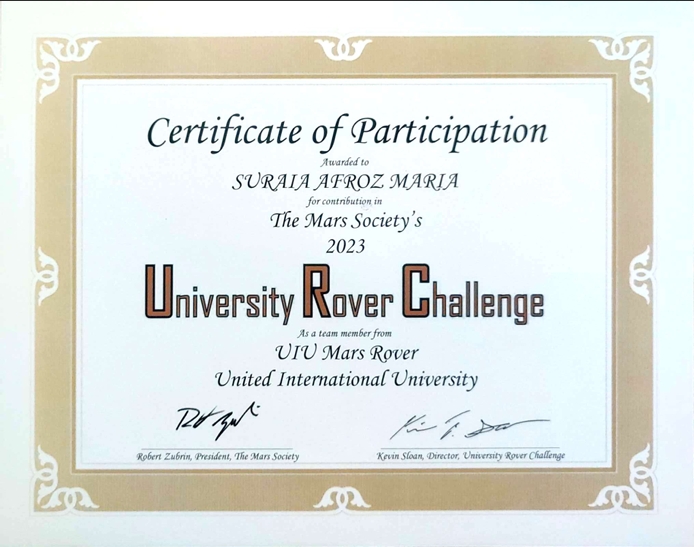 Certificate of Participation
Awarded to
SURAIA AFROZ MARIA
for contribution in
The Mars Society's
2023
University Rover Challenge
As a team member from
UIU Mars Rover
United International University
Robert Zubrin, President, The Mars Society
Kevin Sloan, Director, University Rover Challenge